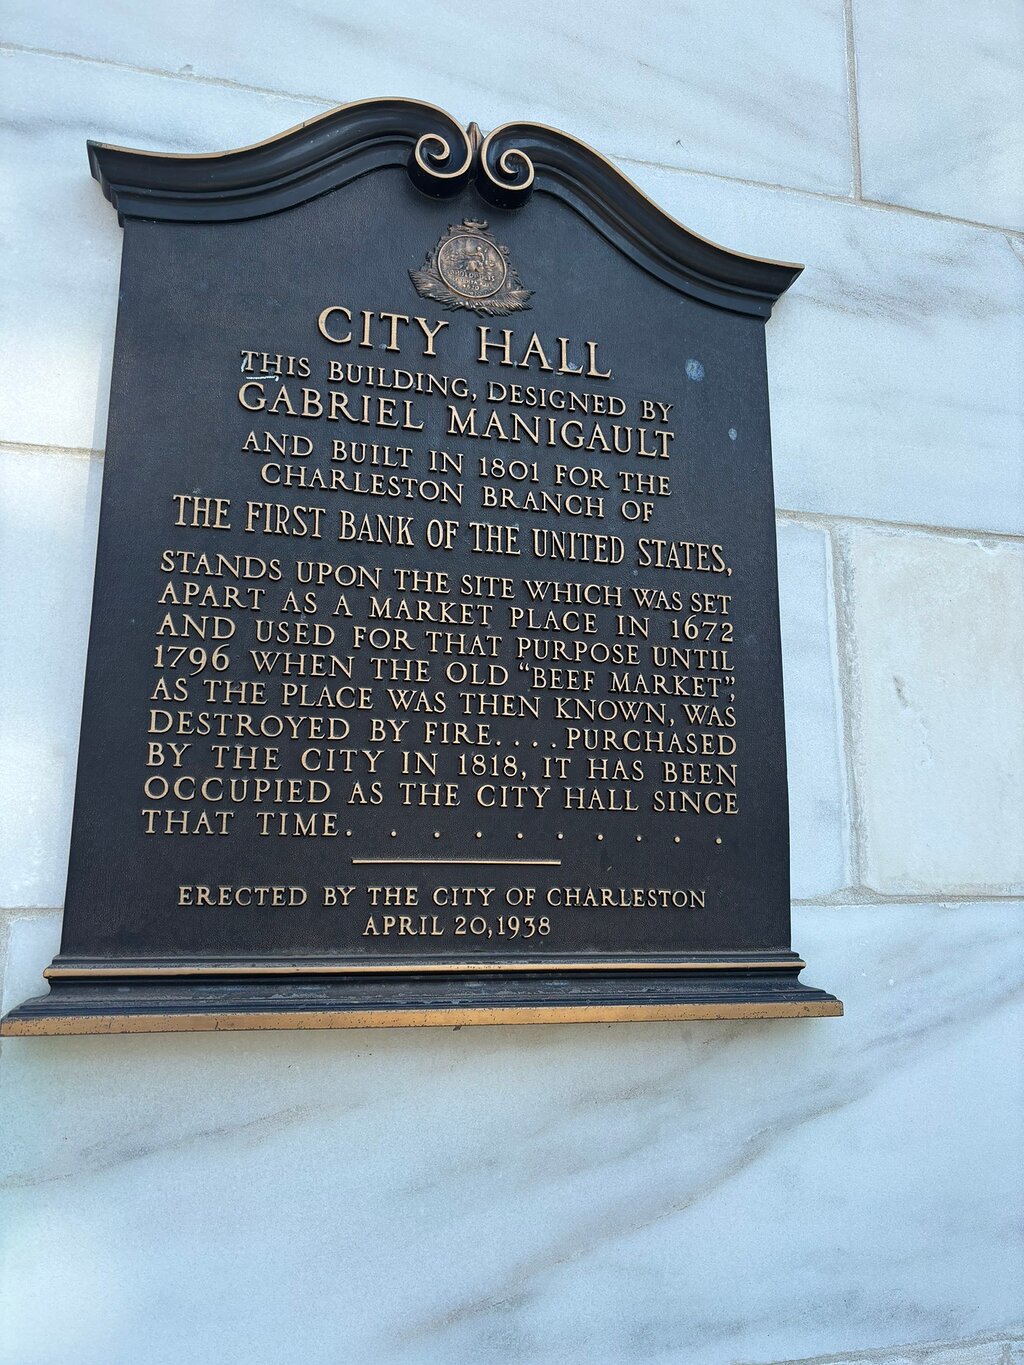 CITY HALL
THIS BUILDING, DESIGNED BY
GABRIEL MANIGAULT
AND BUILT IN 1801 FOR THE
CHARLESTON BRANCH OF
THE FIRST BANK OF THE UNITED STATES,
STANDS UPON THE SITE WHICH WAS SET
APART AS A MARKET PLACE IN 1672
AND USED FOR THAT PURPOSE UNTIL
1796 WHEN THE OLD "BEEF MARKET",
AS THE PLACE WAS THEN KNOWN, WAS
DESTROYED BY FIRE.... PURCHASED
BY THE CITY IN 1818, IT HAS BEEN
OCCUPIED AS THE CITY HALL SINCE
THAT TIME. . . . . . . . . .
ERECTED BY THE CITY OF CHARLESTON
APRIL 20, 1938